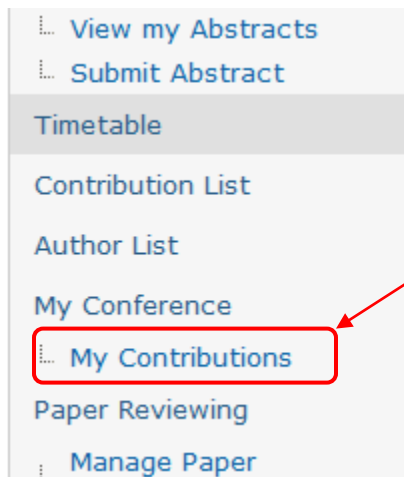 View my Abstracts
Submit Abstract
Timetable
Contribution List
Author List
My Conference
My Contributions
Paper Reviewing
Manage Paper